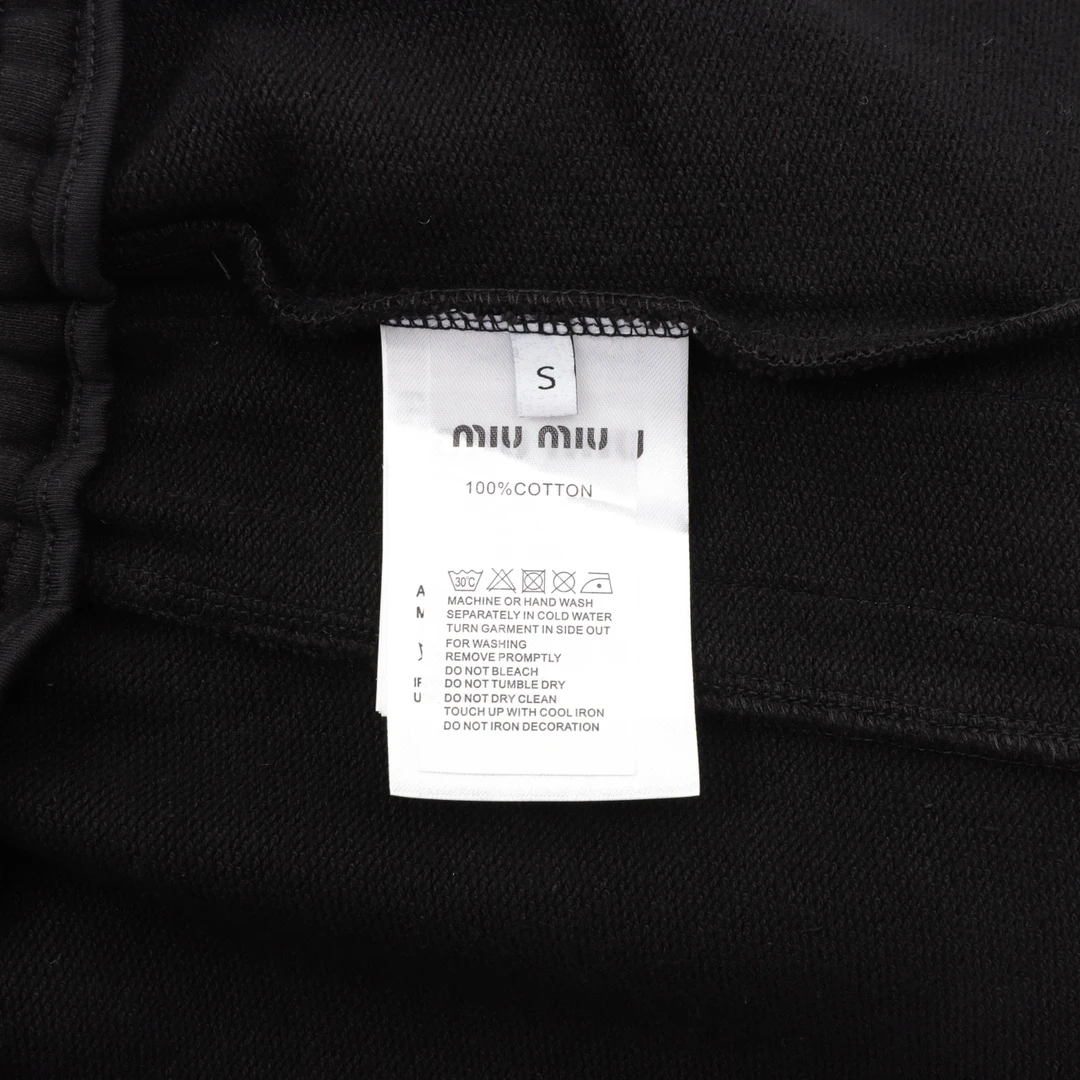 S
miu miu
100%COTTON
30°C
A
MACHINE OR HAND WASH
SEPARATELY IN COLD WATER
TURN GARMENT IN SIDE OUT
FOR WASHING
REMOVE PROMPTLY
DO NOT BLEACH
IF
DO NOT TUMBLE DRY
U
DO NOT DRY CLEAN
TOUCH UP WITH COOL IRON
DO NOT IRON DECORATION